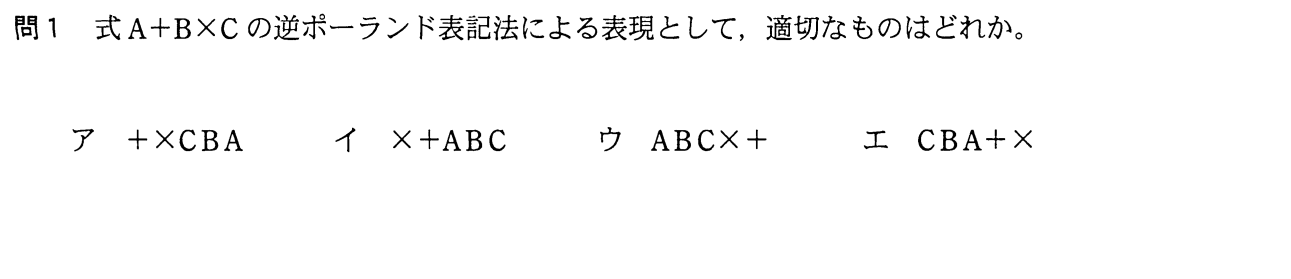 問1 式A+B×Cの逆ポーランド表記法による表現として，適切なものはどれか。
ア +×CBA イ ×+ABC ウ ABC×+ エ CBA+×